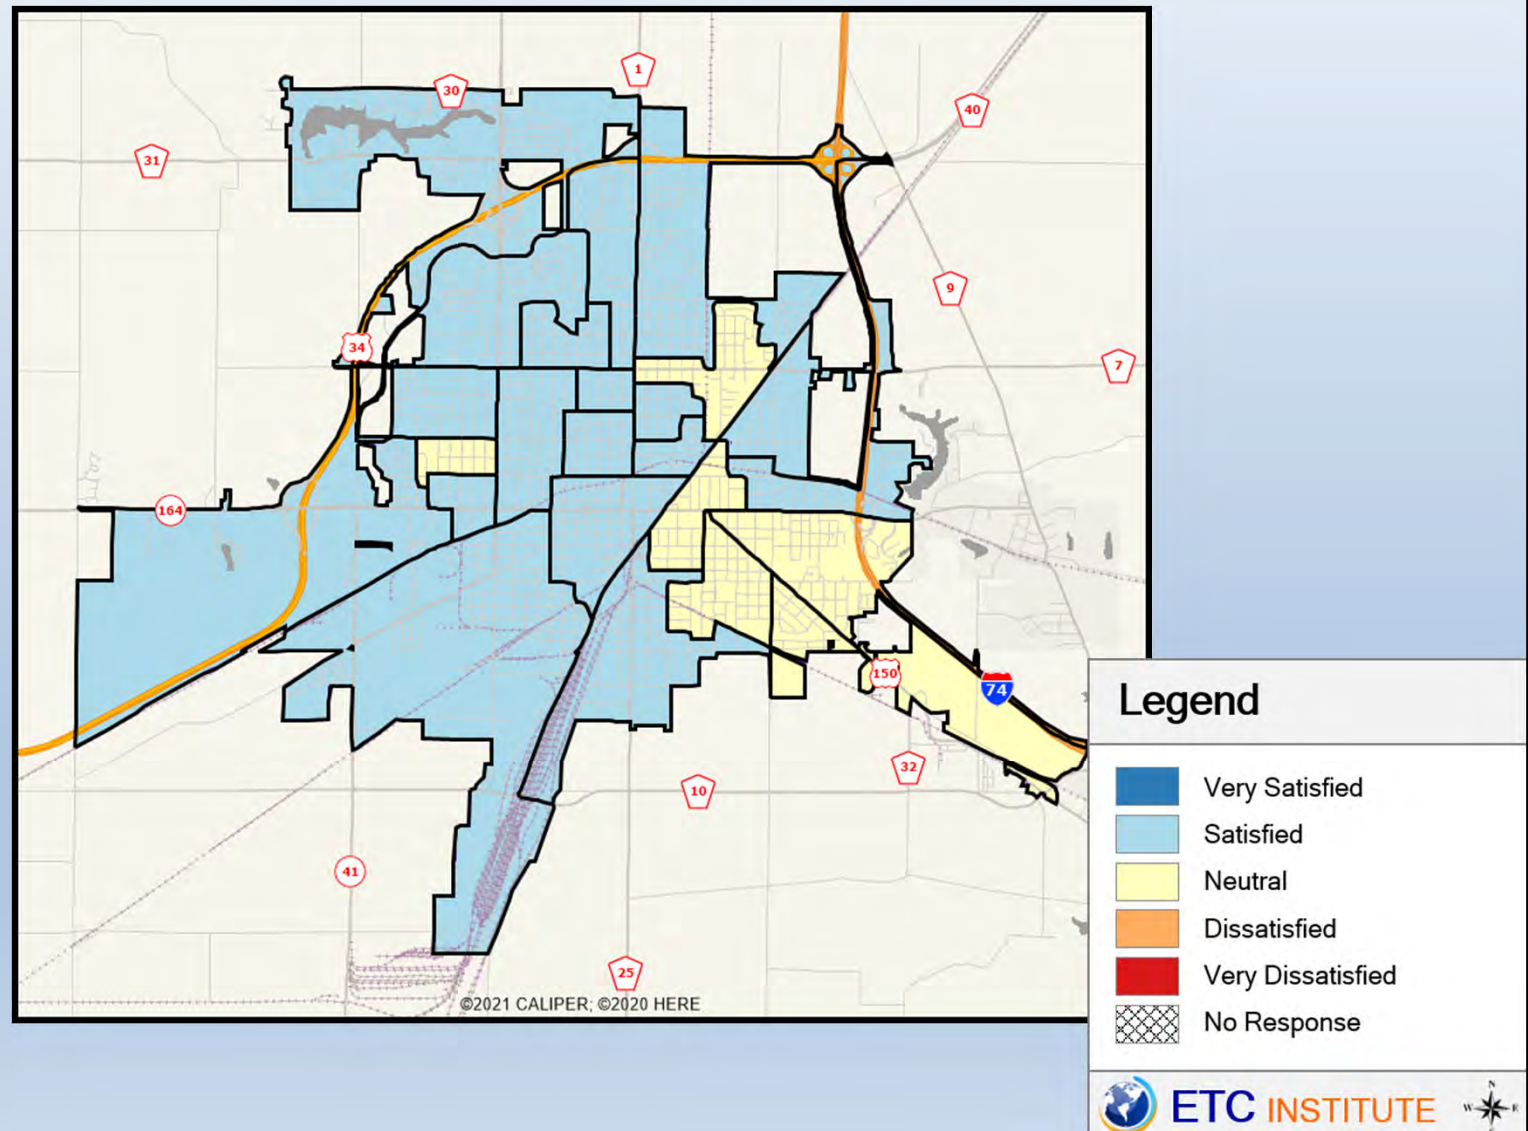 1
30
40
31
9
34
7
164
150
74
32
10
41
25
©2021 CALIPER; ©2020 HERE
Legend
Very Satisfied
Satisfied
Neutral
Dissatisfied
Very Dissatisfied
No Response
N
W E
ETC INSTITUTE